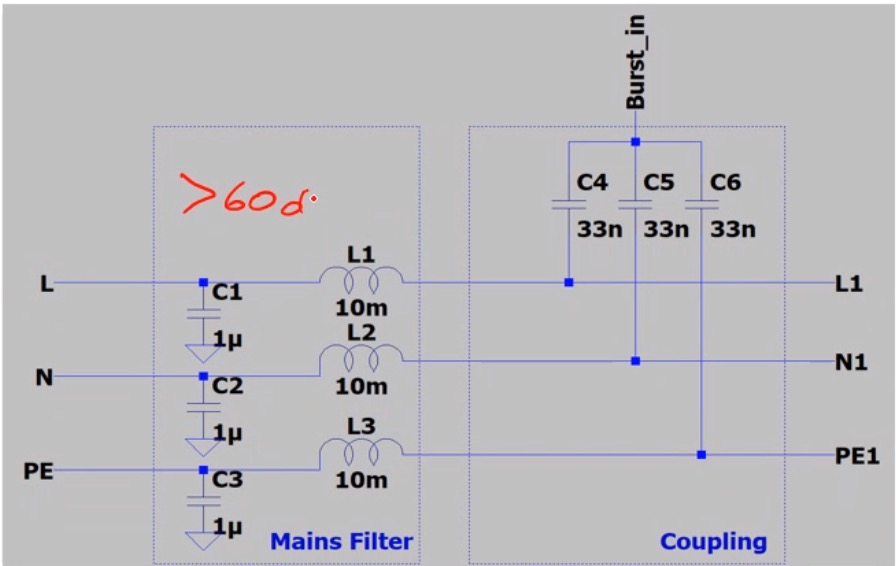 Burst_in
>60d
C4 C5 C6
33n 33n 33n
L L1 L1
C1
10m
1µ
L2
N N1
C2 10m
1µ
L3
PE PE1
C3 10m
1µ
Mains Filter Coupling